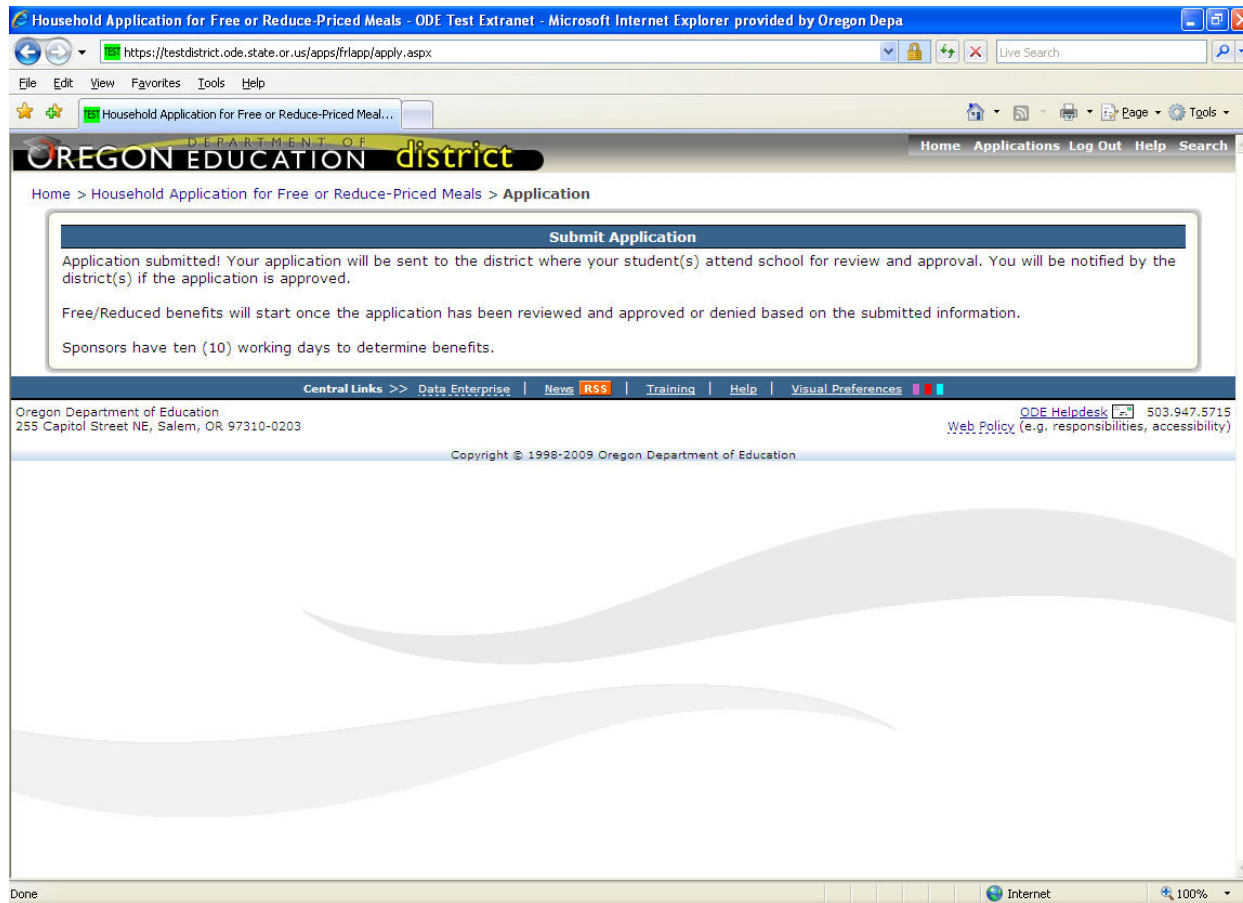 Household Application for Free or Reduce-Priced Meals - ODE Test Extranet - Microsoft Internet Explorer provided by Oregon Depa
TEST https://testdistrict.ode.state.or.us/apps/frlapp/apply.aspx Live Search
File Edit View Favorites Tools Help
TEST Household Application for Free or Reduce-Priced Meal... Page Tools
DEPARTMENT OF
OREGON EDUCATION district Home Applications Log Out Help Search
Home > Household Application for Free or Reduce-Priced Meals > Application
Submit Application
Application submitted! Your application will be sent to the district where your student(s) attend school for review and approval. You will be notified by the
district(s) if the application is approved.
Free/Reduced benefits will start once the application has been reviewed and approved or denied based on the submitted information.
Sponsors have ten (10) working days to determine benefits.
Central Links >> Data Enterprise | News RSS | Training | Help | Visual Preferences
Oregon Department of Education ODE Helpdesk 503.947.5715
255 Capitol Street NE, Salem, OR 97310-0203 Web Policy (e.g. responsibilities, accessibility)
Copyright © 1998-2009 Oregon Department of Education
Done Internet 100%